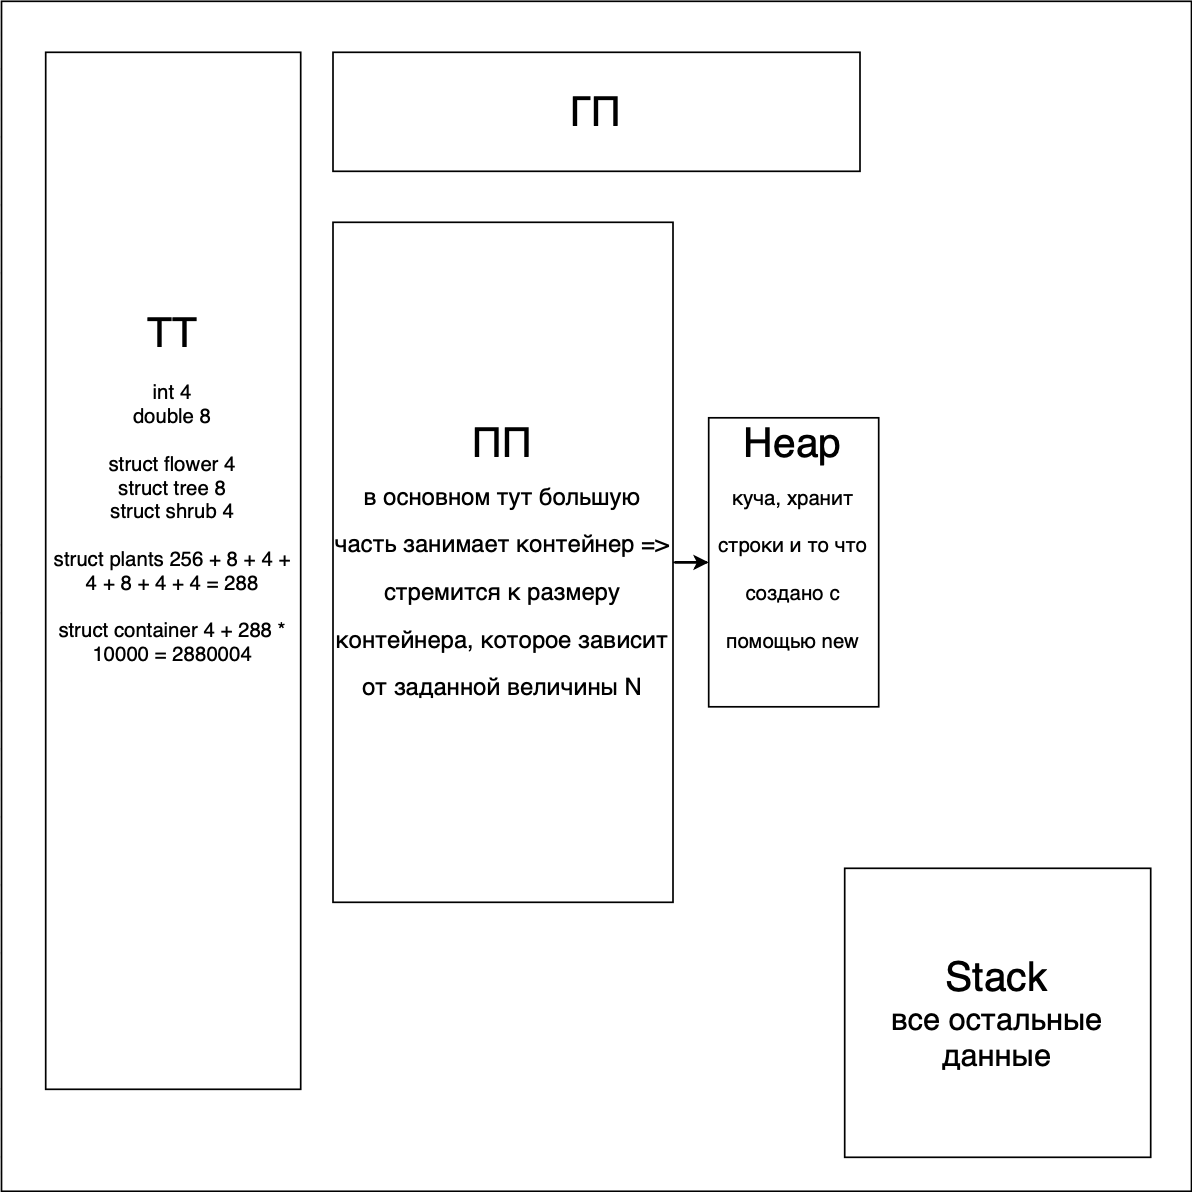 ГП
ТТ
int 4
double 8
struct flower 4
struct tree 8
struct shrub 4
struct plants 256 + 8 + 4 +
4 + 8 + 4 + 4 = 288
struct container 4 + 288 *
10000 = 2880004
ПП
в основном тут большую
часть занимает контейнер =>
стремится к размеру
контейнера, которое зависит
от заданной величины N
Heap
куча, хранит
строки и то что
создано с
помощью new
Stack
все остальные
данные